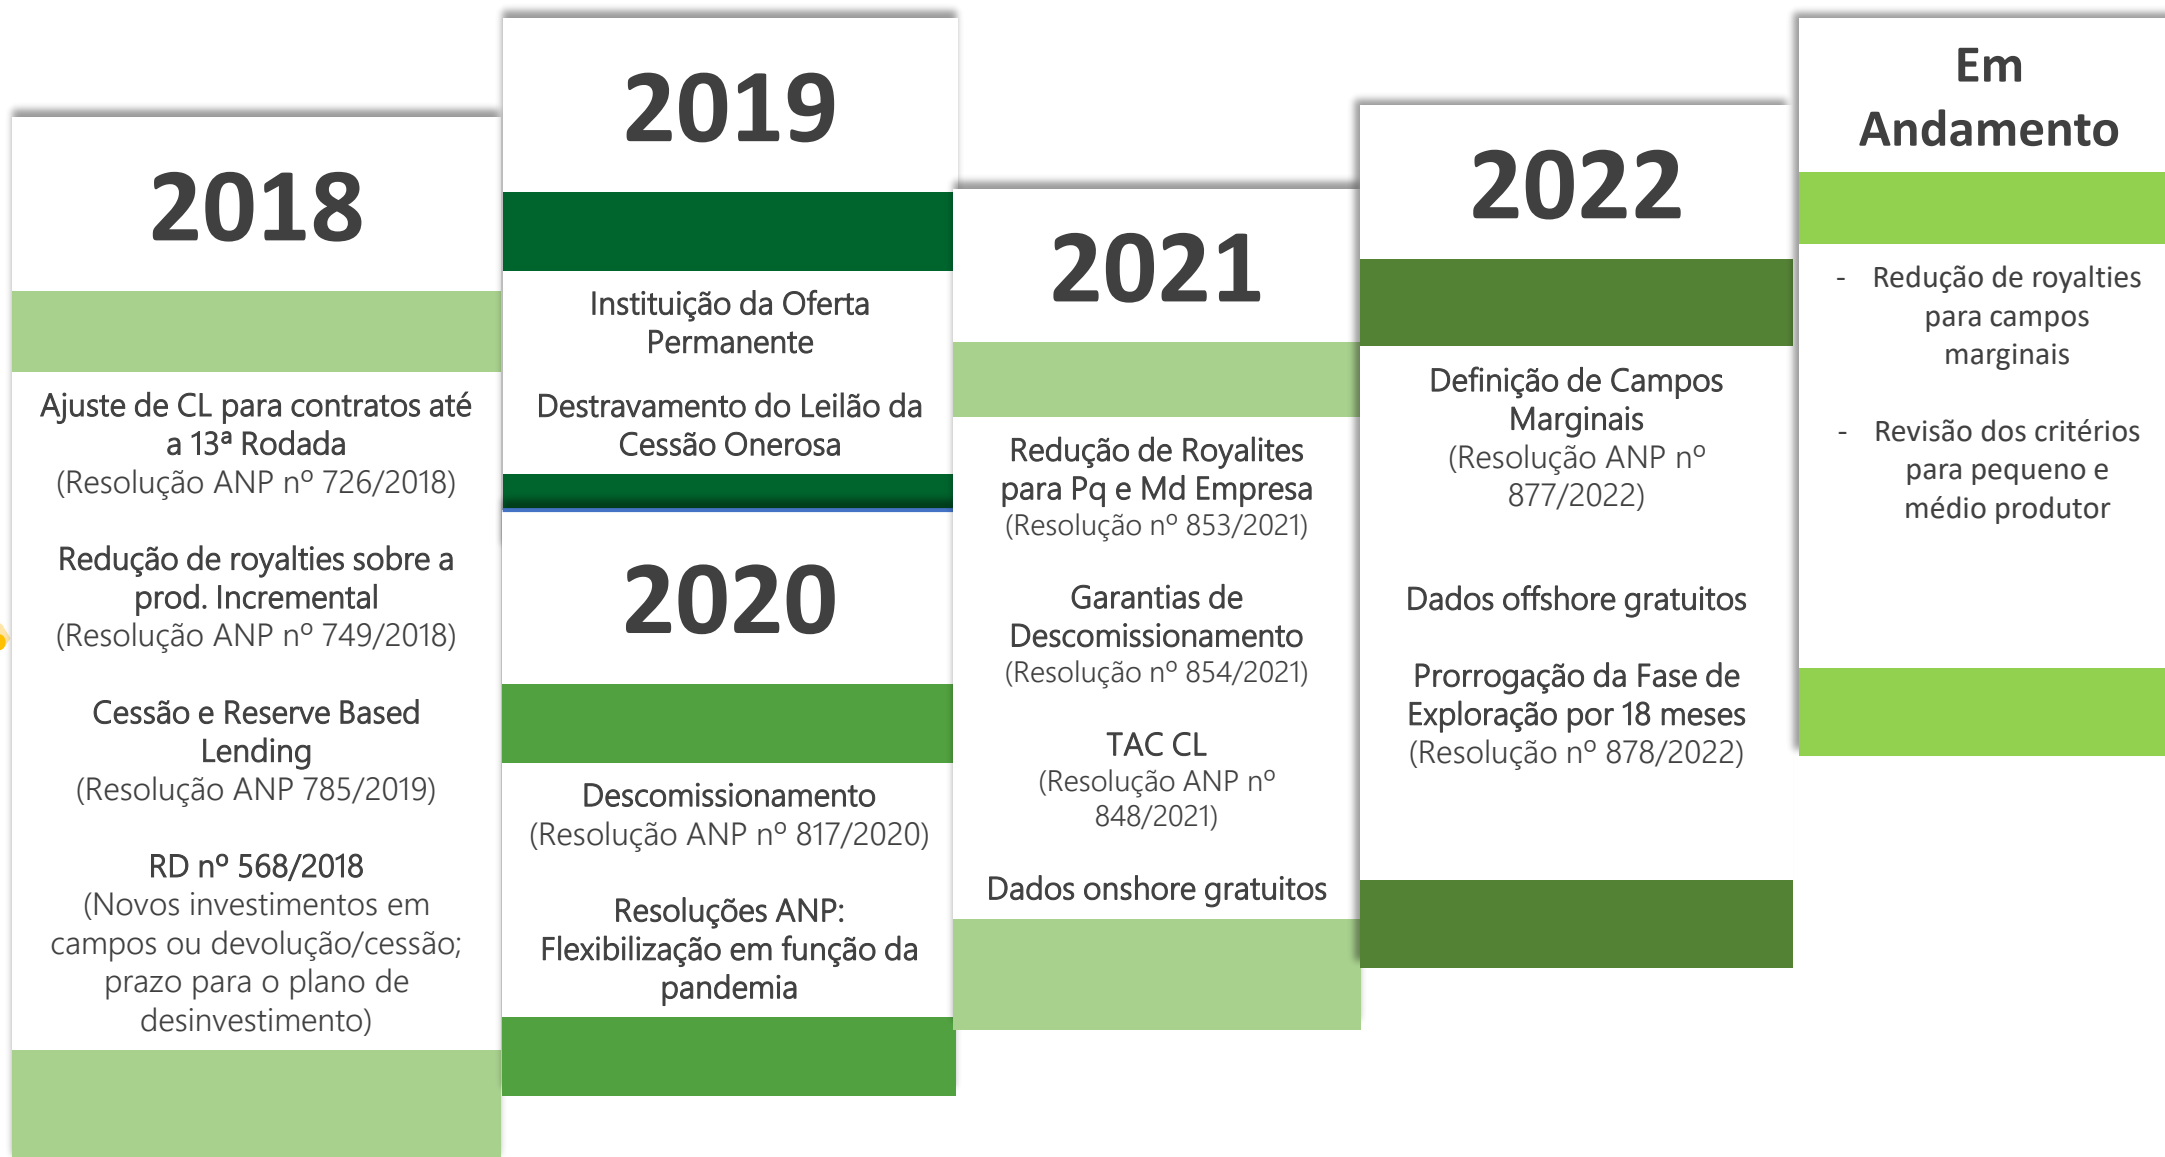 2018
Ajuste de CL para contratos até
a 13ª Rodada
(Resolução ANP nº 726/2018)
Redução de royalties sobre a
prod. Incremental
(Resolução ANP nº 749/2018)
Cessão e Reserve Based
Lending
(Resolução ANP 785/2019)
RD nº 568/2018
(Novos investimentos em
campos ou devolução/cessão;
prazo para o plano de
desinvestimento)
2019
Instituição da Oferta
Permanente
Destravamento do Leilão da
Cessão Onerosa
2020
Descomissionamento
(Resolução ANP nº 817/2020)
Resoluções ANP:
Flexibilização em função da
pandemia
2021
Redução de Royalites
para Pq e Md Empresa
(Resolução nº 853/2021)
Garantias de
Descomissionamento
(Resolução nº 854/2021)
TAC CL
(Resolução ANP nº
848/2021)
Dados onshore gratuitos
2022
Definição de Campos
Marginais
(Resolução ANP nº
877/2022)
Dados offshore gratuitos
Prorrogação da Fase de
Exploração por 18 meses
(Resolução nº 878/2022)
Em
Andamento
- Redução de royalties
para campos
marginais
- Revisão dos critérios
para pequeno e
médio produtor